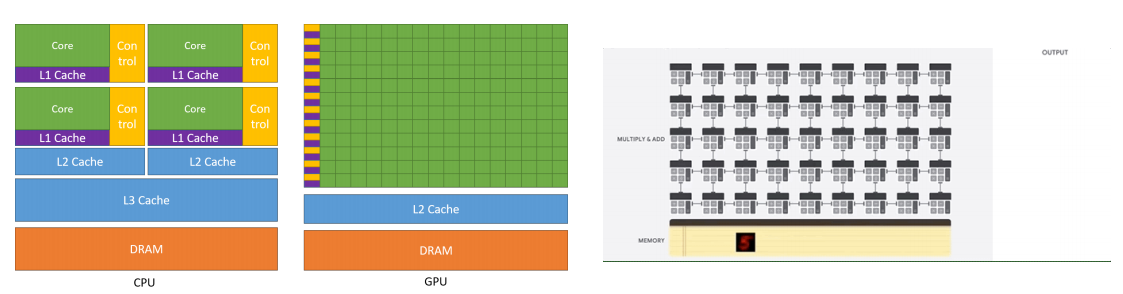 Core
Con
trol
L1 Cache
Core
Con
trol
L1 Cache
Core
Con
trol
L1 Cache
Core
Con
trol
L1 Cache
L2 Cache
L2 Cache
L3 Cache
DRAM
CPU
L2 Cache
DRAM
GPU
OUTPUT
MULTIPLY & ADD
MEMORY
5